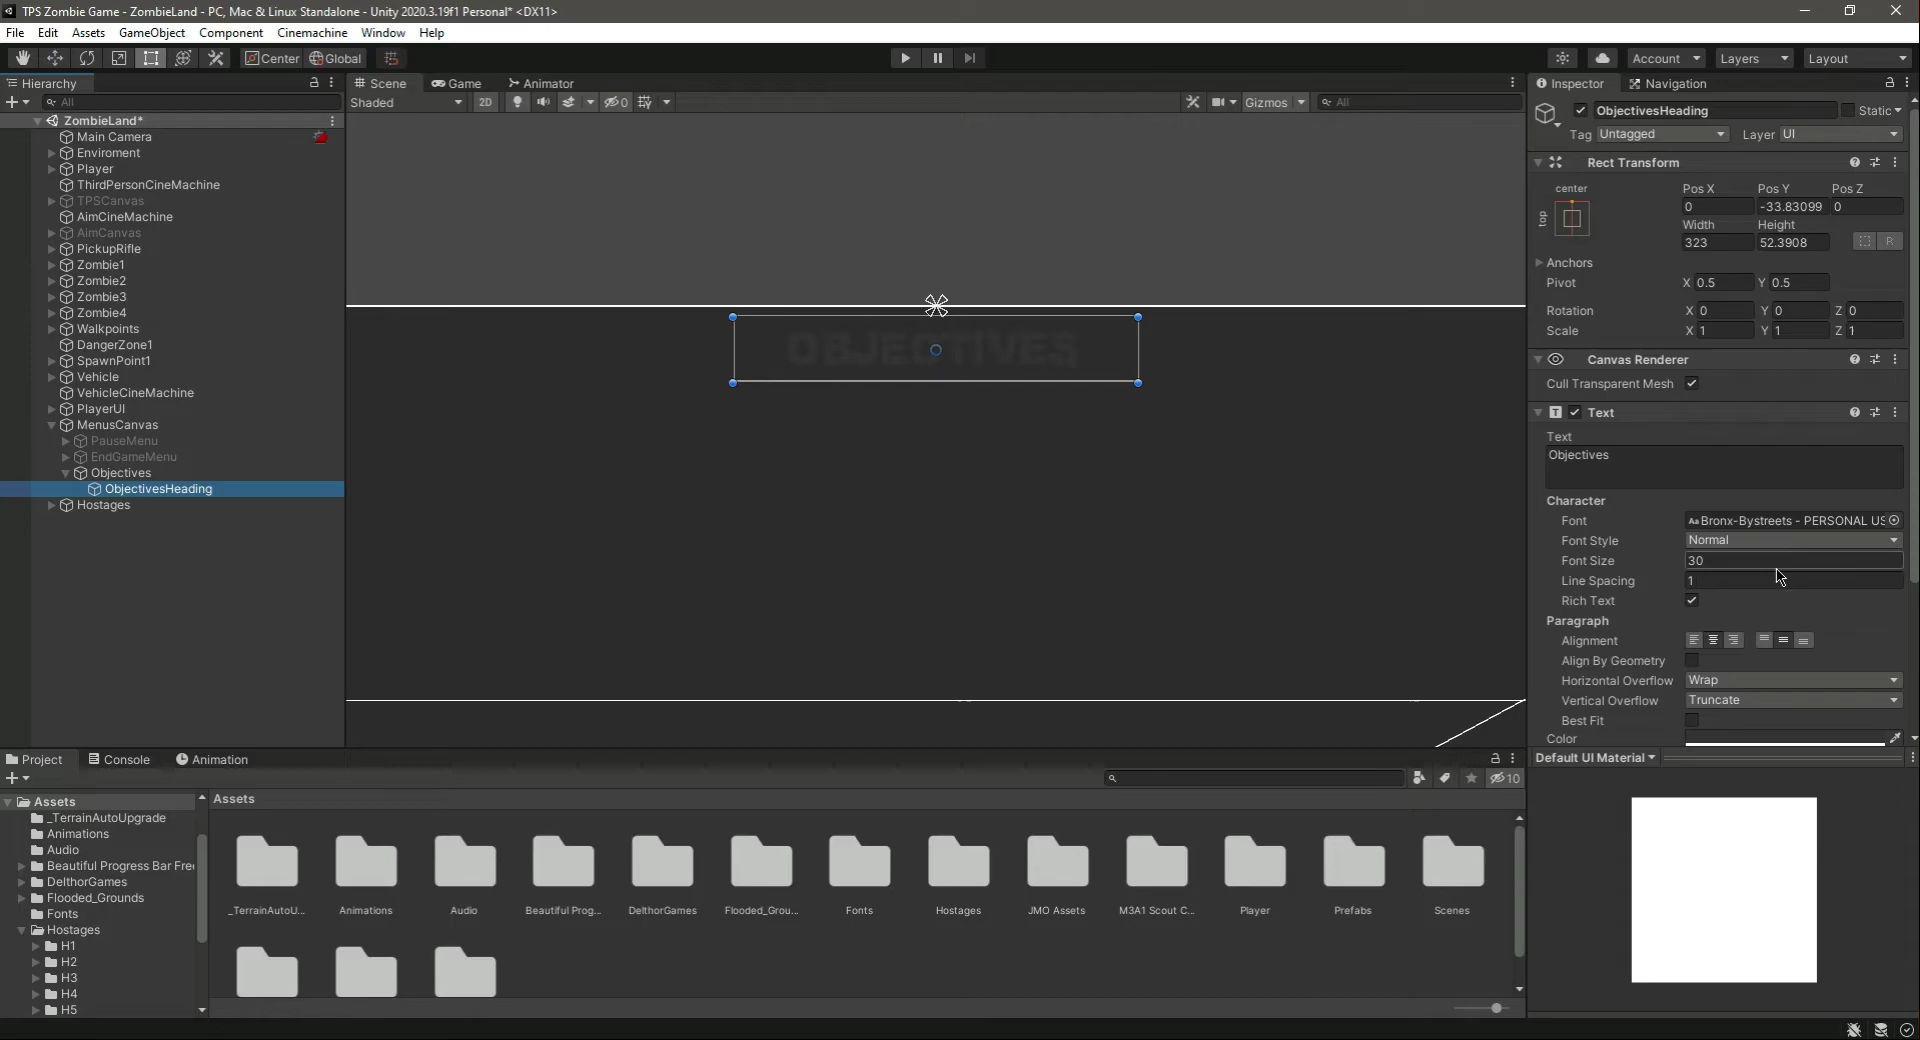 TPS Zombie Game - ZombieLand - PC, Mac & Linux Standalone - Unity 2020.3.19f1 Personal* <DX11>
File Edit Assets GameObject Component Cinemachine Window Help
Center Global Account Layers Layout
Hierarchy
All
ZombieLand*
Main Camera
Enviroment
Player
ThirdPersonCineMachine
TPSCanvas
AimCineMachine
AimCanvas
PickupRifle
Zombie1
Zombie2
Zombie3
Zombie4
Walkpoints
DangerZone1
SpawnPoint1
Vehicle
VehicleCineMachine
PlayerUI
MenusCanvas
PauseMenu
EndGameMenu
Objectives
ObjectivesHeading
Hostages
Scene Game Animator
Shaded 2D 0 Gizmos All
OBJECTIVES
Inspector Navigation
ObjectivesHeading Static
Tag Untagged Layer UI
Rect Transform
center Pos X Pos Y Pos Z
top 0 -33.83099 0
Width Height
323 52.3908 R
Anchors
Pivot X 0.5 Y 0.5
Rotation X 0 Y 0 Z 0
Scale X 1 Y 1 Z 1
Canvas Renderer
Cull Transparent Mesh
Text
Text
Objectives
Character
Font Aa Bronx-Bystreets - PERSONAL US
Font Style Normal
Font Size 30
Line Spacing 1
Rich Text
Paragraph
Alignment
Align By Geometry
Horizontal Overflow Wrap
Vertical Overflow Truncate
Best Fit
Color
Default UI Material
Project Console Animation
10
Assets
_TerrainAutoUpgrade
Animations
Audio
Beautiful Progress Bar Free
DelthorGames
Flooded_Grounds
Fonts
Hostages
H1
H2
H3
H4
H5
Assets
_TerrainAutoU... Animations Audio Beautiful Prog... DelthorGames Flooded_Grou... Fonts Hostages JMO Assets M3A1 Scout C... Player Prefabs Scenes